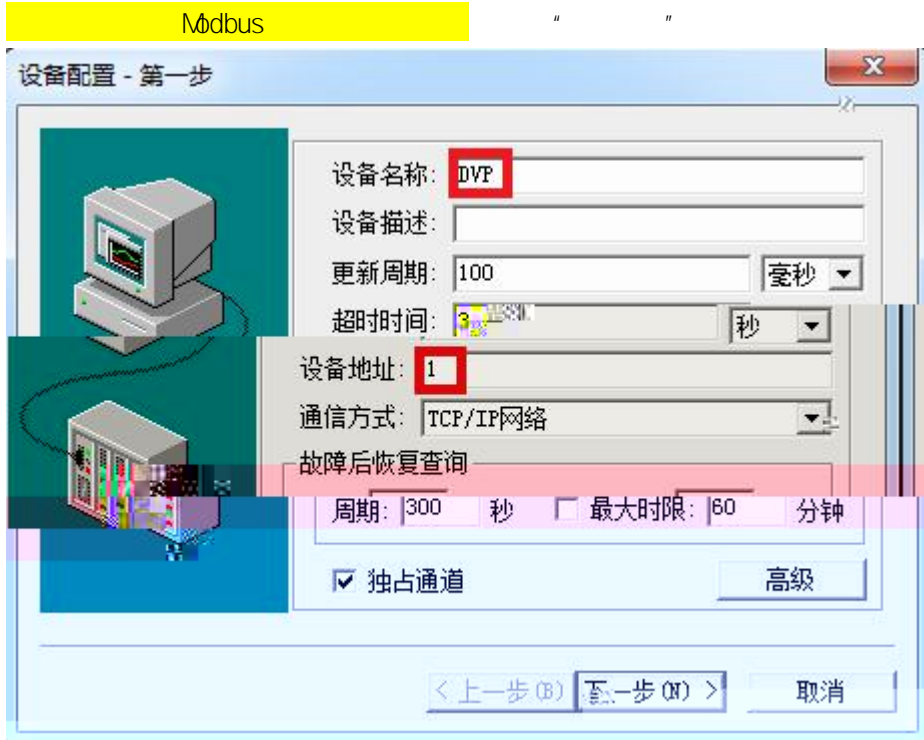 Modbus “ ”
设备配置 - 第一步
设备名称: DVP
设备描述:
更新周期: 100 毫秒
超时时间: 3 秒
设备地址: 1
通信方式: TCP/IP网络
故障后恢复查询
周期: 300 秒 最大时限: 60 分钟
独占通道 高级
< 上一步(B) 下一步(N) > 取消